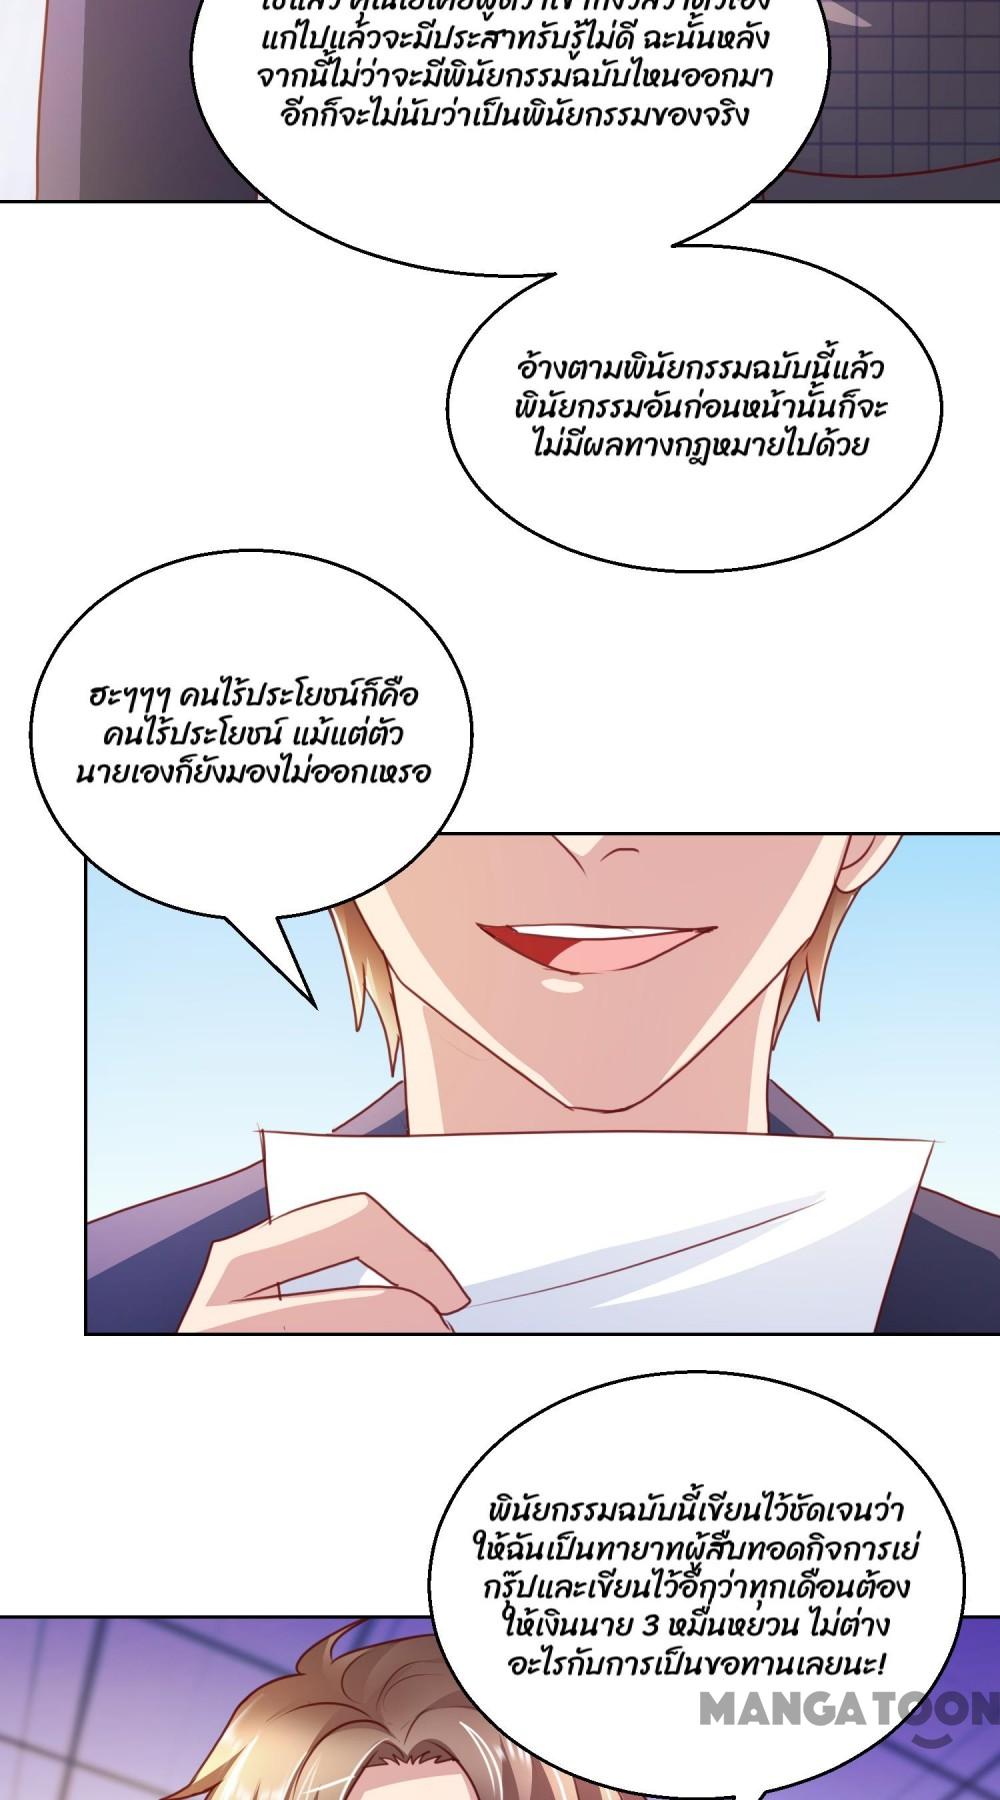 แก่ไปแล้วจะมีประสาทรับรู้ไม่ดี ฉะนั้นหลัง
จากนี้ไม่ว่าจะมีพินัยกรรมฉบับไหนออกมา
อีกก็จะไม่นับว่าเป็นพินัยกรรมของจริง
อ้างตามพินัยกรรมฉบับนี้แล้ว
พินัยกรรมอันก่อนหน้านั้นก็จะ
ไม่มีผลทางกฎหมายไปด้วย
ฮะๆๆๆ คนไร้ประโยชน์ก็คือ
คนไร้ประโยชน์ แม้แต่ตัว
นายเองก็ยังมองไม่ออกเหรอ
พินัยกรรมฉบับนี้เขียนไว้ชัดเจนว่า
ให้ฉันเป็นทายาทผู้สืบทอดกิจการเย่
กรุ๊ปและเขียนไว้อีกว่าทุกเดือนต้อง
ให้เงินนาย 3 หมื่นหยวน ไม่ต่าง
อะไรกับการเป็นขอทานเลยนะ!
MANGATOON